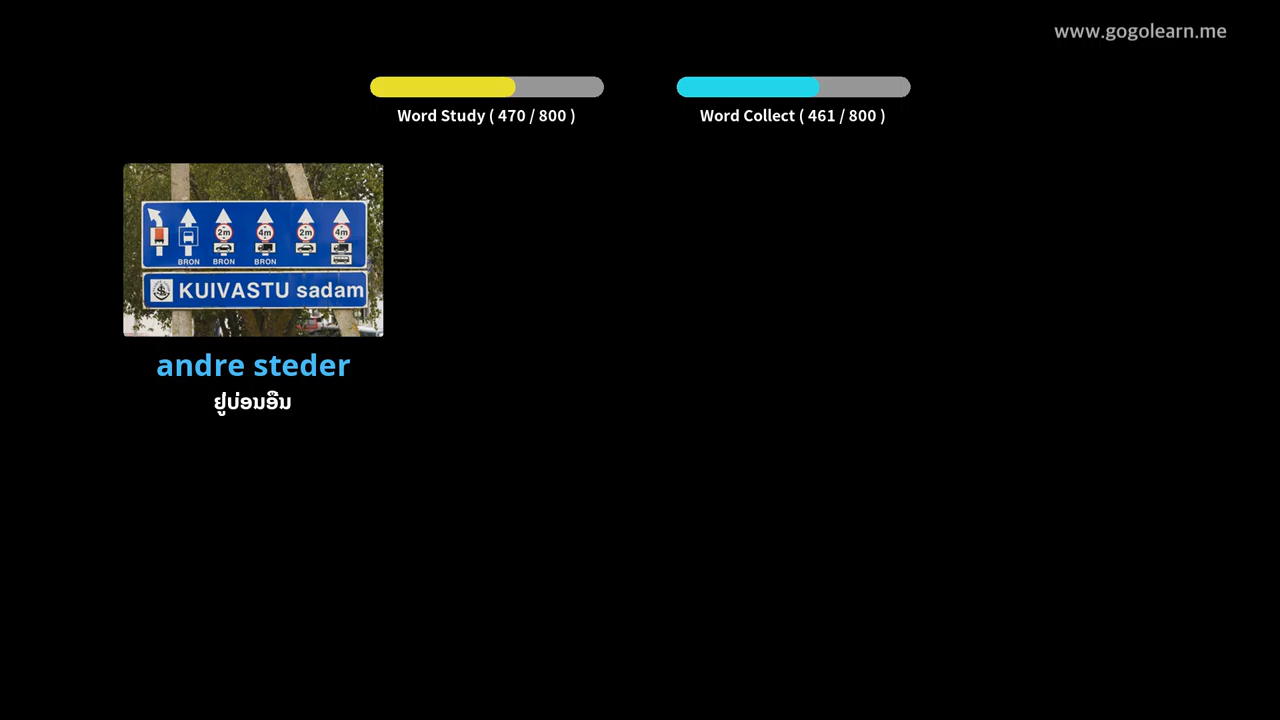 www.gogolearn.me
Word Study ( 470 / 800 )
Word Collect ( 461 / 800 )
2m 4m 2m 4m
BRON BRON BRON
KUIVASTU sadam
andre steder
ຢູ່ບ່ອນອື່ນ